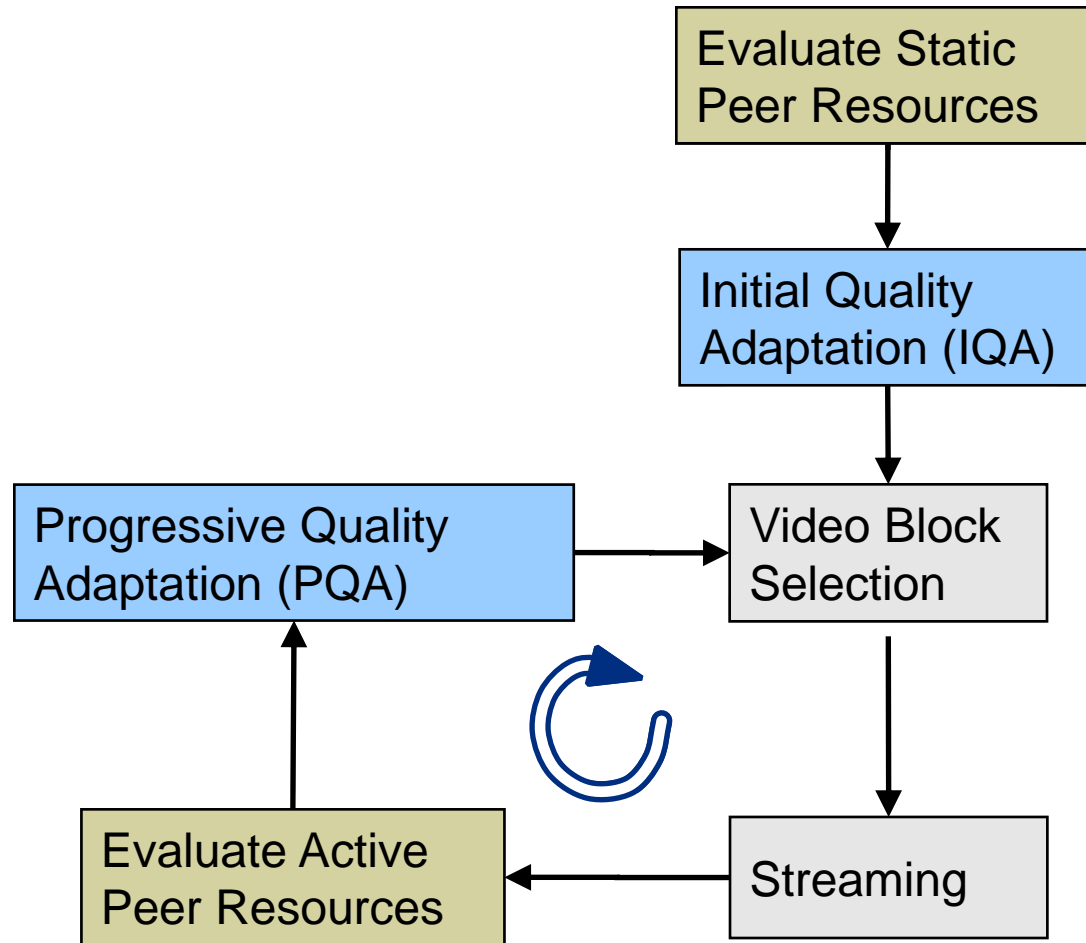 Evaluate Static
Peer Resources
Initial Quality
Adaptation (IQA)
Progressive Quality
Adaptation (PQA)
Video Block
Selection
Evaluate Active
Peer Resources
Streaming